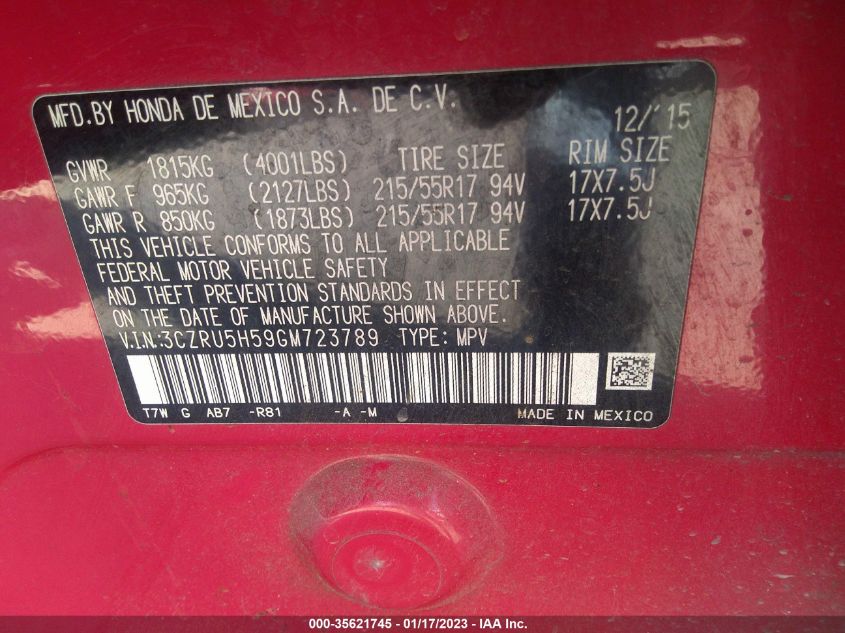 MFD.BY HONDA DE MEXICO S.A. DE C.V.
12/'15
GVWR 1815KG (4001LBS) TIRE SIZE RIM SIZE
GAWR F 965KG (2127LBS) 215/55R17 94V 17X7.5J
GAWR R 850KG (1873LBS) 215/55R17 94V 17X7.5J
THIS VEHICLE CONFORMS TO ALL APPLICABLE
FEDERAL MOTOR VEHICLE SAFETY
AND THEFT PREVENTION STANDARDS IN EFFECT
ON THE DATE OF MANUFACTURE SHOWN ABOVE.
V.I.N:3CZRU5H59GM723789 TYPE: MPV
T7W G AB7 -R81 -A -M MADE IN MEXICO
000-35621745 - 01/17/2023 - IAA Inc.